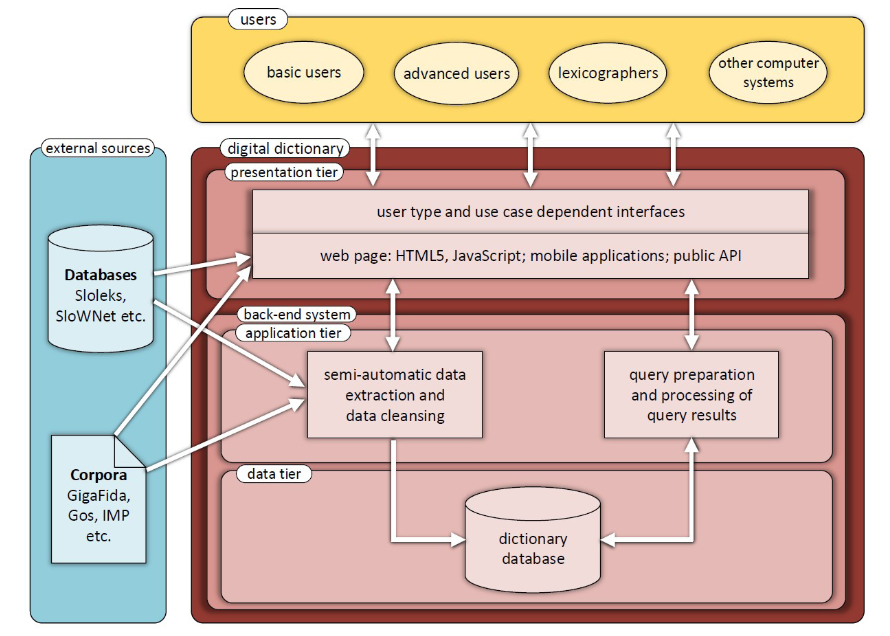 users
basic users
advanced users
lexicographers
other computer
systems
external sources
digital dictionary
presentation tier
user type and use case dependent interfaces
web page: HTML5, JavaScript; mobile applications; public API
Databases
Sloleks,
SloWNet etc.
back-end system
application tier
semi-automatic data
extraction and
data cleansing
query preparation
and processing of
query results
Corpora
GigaFida,
Gos, IMP
etc.
data tier
dictionary
database